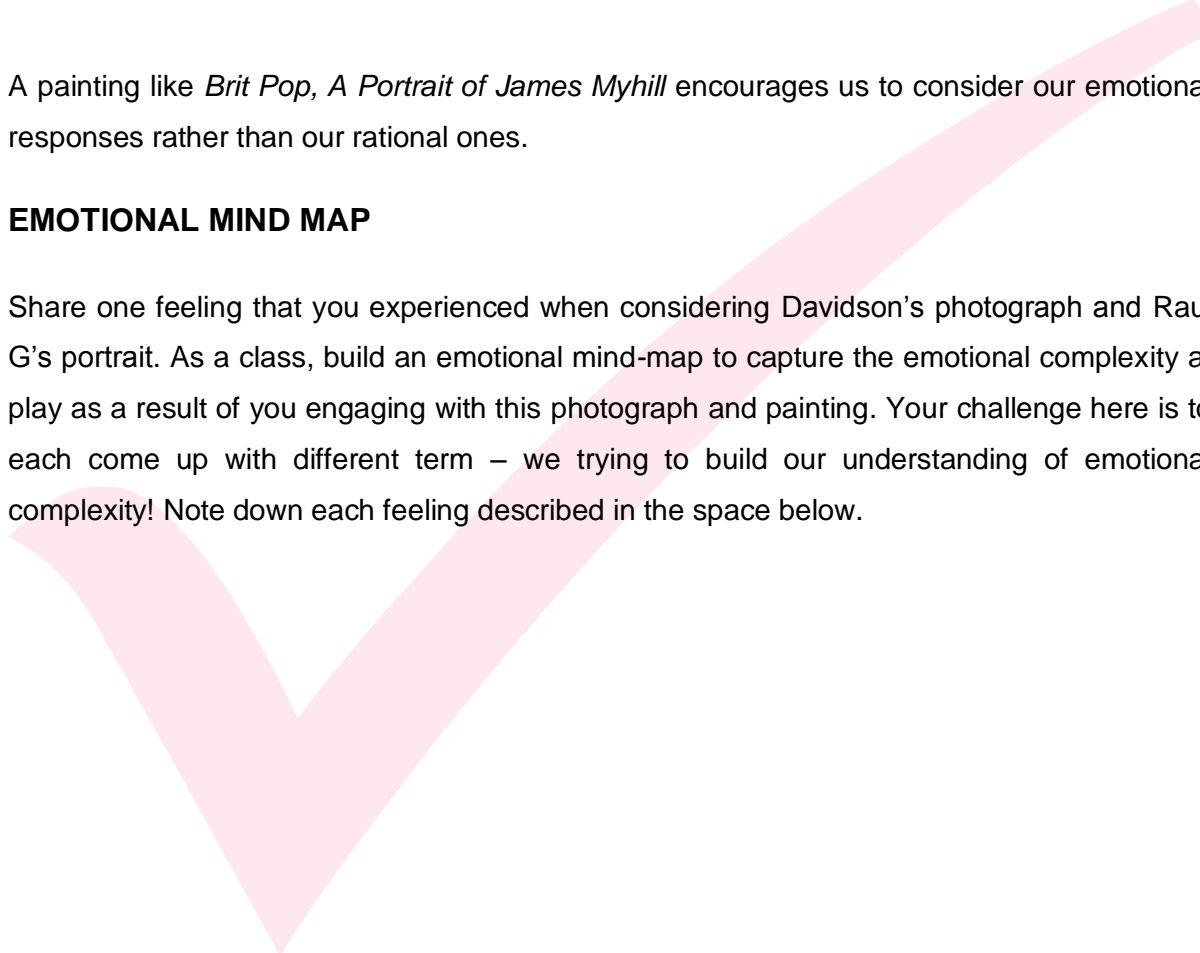 A painting like Brit Pop, A Portrait of James Myhill encourages us to consider our emotiona
responses rather than our rational ones.
EMOTIONAL MIND MAP
Share one feeling that you experienced when considering Davidson’s photograph and Rau
G’s portrait. As a class, build an emotional mind-map to capture the emotional complexity a
play as a result of you engaging with this photograph and painting. Your challenge here is to
each come up with different term – we trying to build our understanding of emotiona
complexity! Note down each feeling described in the space below.